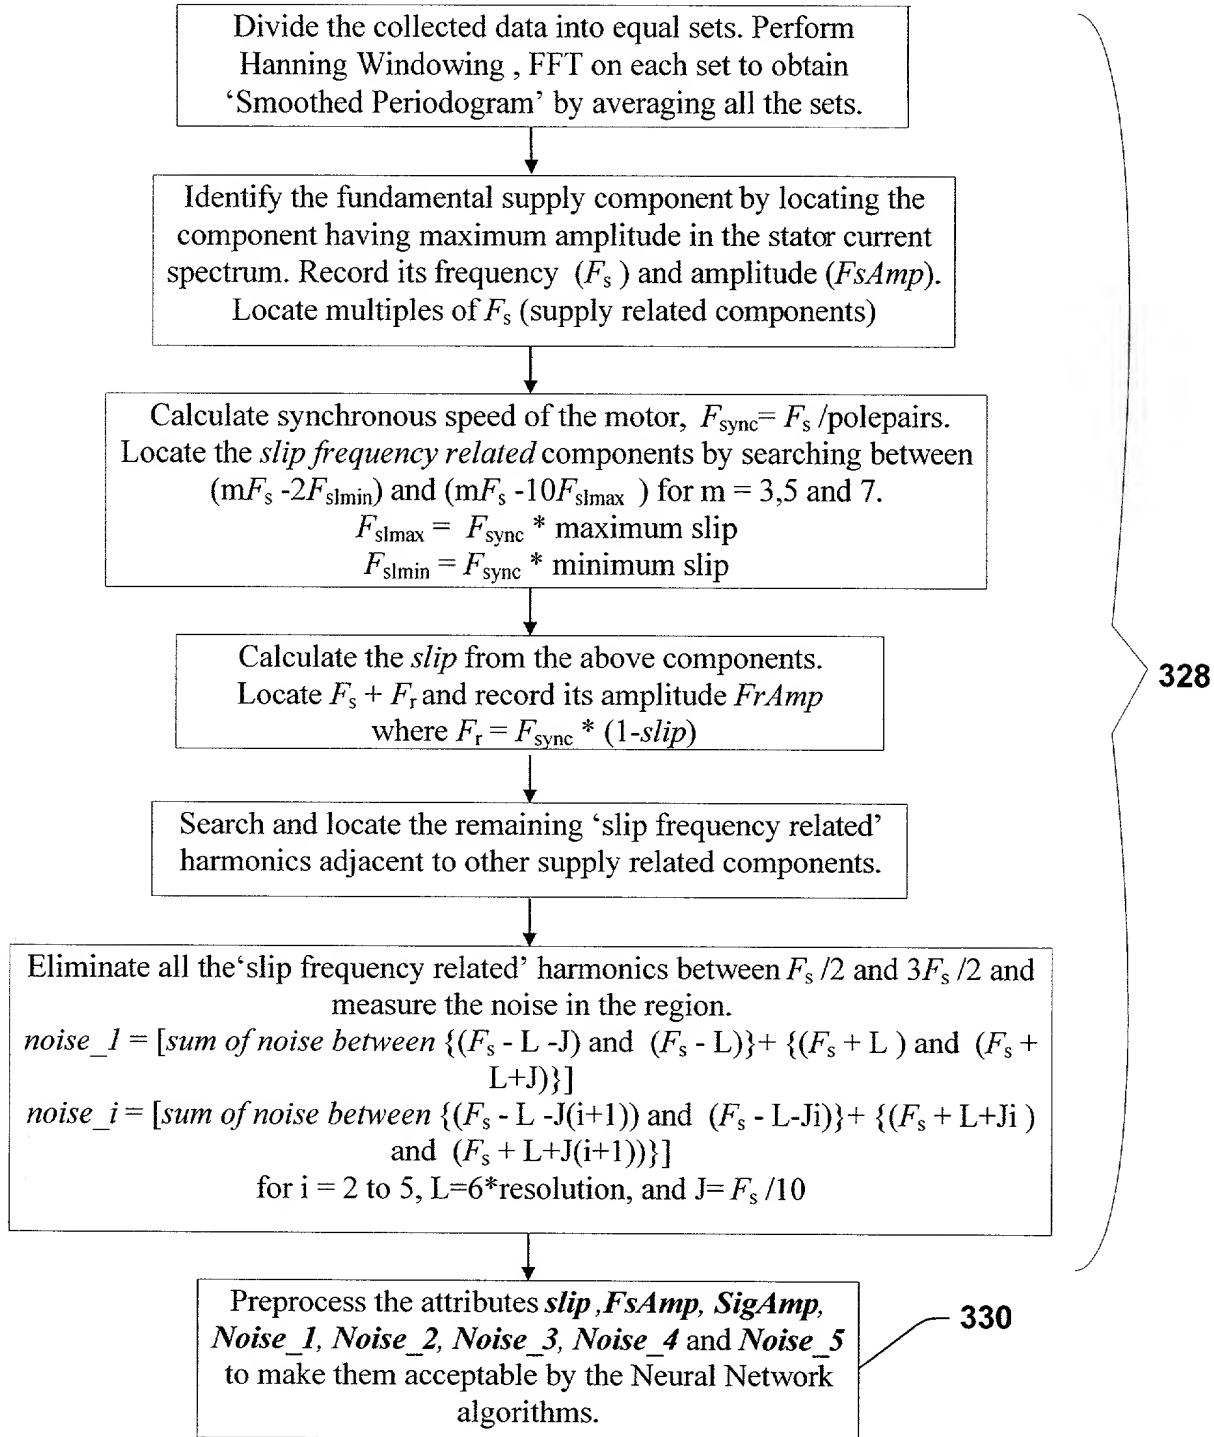 Divide the collected data into equal sets. Perform
Hanning Windowing , FFT on each set to obtain
‘Smoothed Periodogram’ by averaging all the sets.
Identify the fundamental supply component by locating the
component having maximum amplitude in the stator current
spectrum. Record its frequency (Fs ) and amplitude (FsAmp).
Locate multiples of Fs (supply related components)
Calculate synchronous speed of the motor, Fsync= Fs /polepairs.
Locate the slip frequency related components by searching between
(mFs -2Fslmin) and (mFs -10Fslmax ) for m = 3,5 and 7.
Fslmax = Fsync * maximum slip
Fslmin = Fsync * minimum slip
Calculate the slip from the above components.
Locate Fs + Fr and record its amplitude FrAmp
where Fr = Fsync * (1-slip)
328
Search and locate the remaining ‘slip frequency related’
harmonics adjacent to other supply related components.
Eliminate all the‘slip frequency related’ harmonics between Fs /2 and 3Fs /2 and
measure the noise in the region.
noise_1 = [sum of noise between {(Fs - L -J) and (Fs - L)}+ {(Fs + L ) and (Fs +
L+J)}]
noise_i = [sum of noise between {(Fs - L -J(i+1)) and (Fs - L-Ji)}+ {(Fs + L+Ji )
and (Fs + L+J(i+1))}]
for i = 2 to 5, L=6*resolution, and J= Fs /10
Preprocess the attributes slip ,FsAmp, SigAmp,
Noise_1, Noise_2, Noise_3, Noise_4 and Noise_5
to make them acceptable by the Neural Network
algorithms.
330